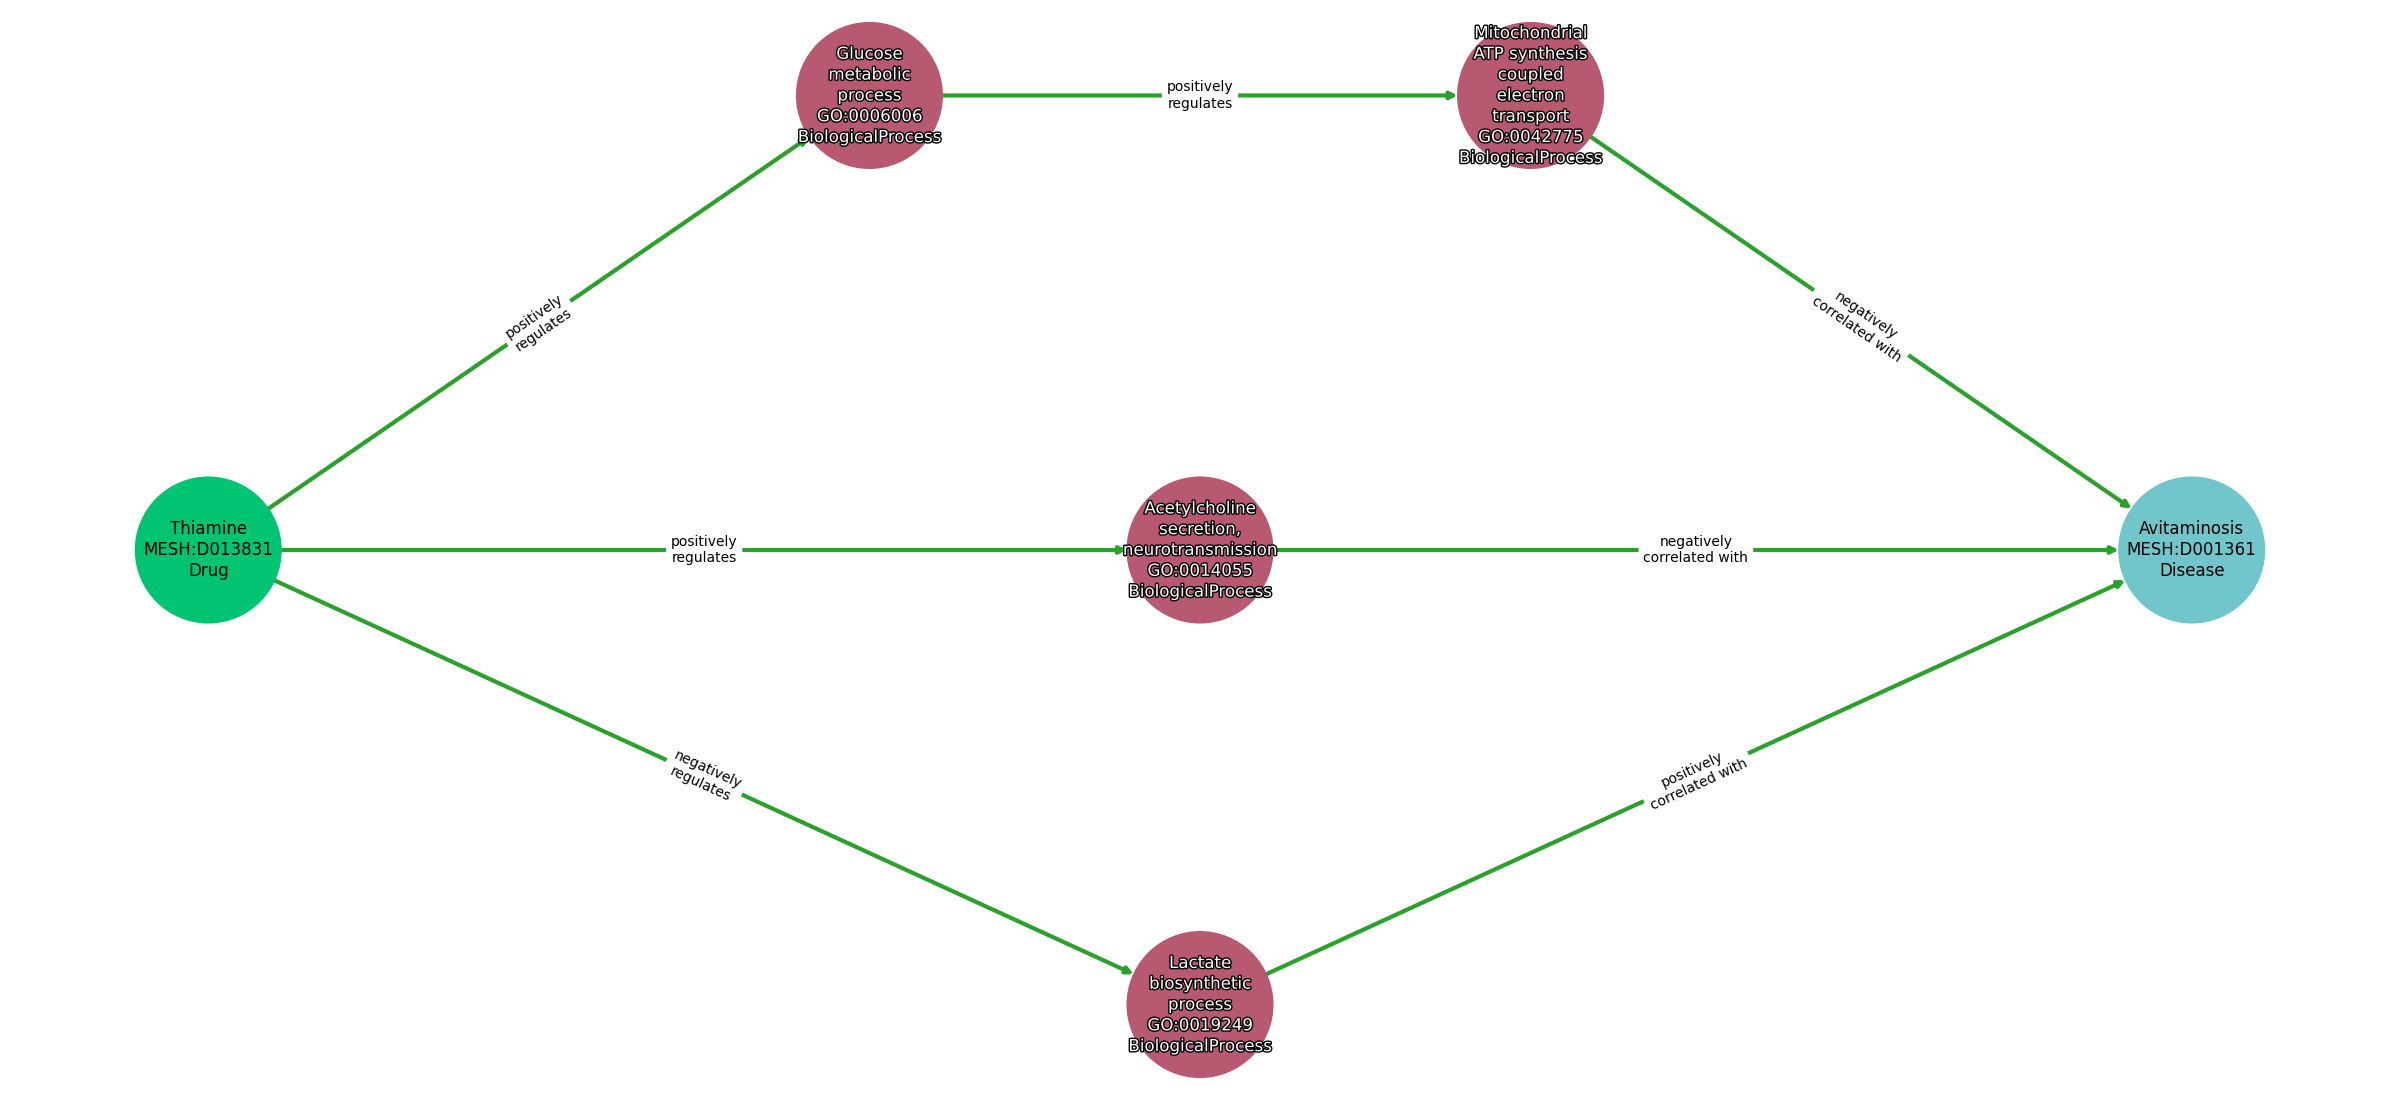 Glucose
metabolic
process
GO:0006006
BiologicalProcess
positively
regulates
Mitochondrial
ATP synthesis
coupled
electron
transport
GO:0042775
BiologicalProcess
positively
regulates
negatively
correlated with
Thiamine
MESH:D013831
Drug
positively
regulates
Acetylcholine
secretion,
neurotransmission
GO:0014055
BiologicalProcess
negatively
correlated with
Avitaminosis
MESH:D001361
Disease
negatively
regulates
positively
correlated with
Lactate
biosynthetic
process
GO:0019249
BiologicalProcess